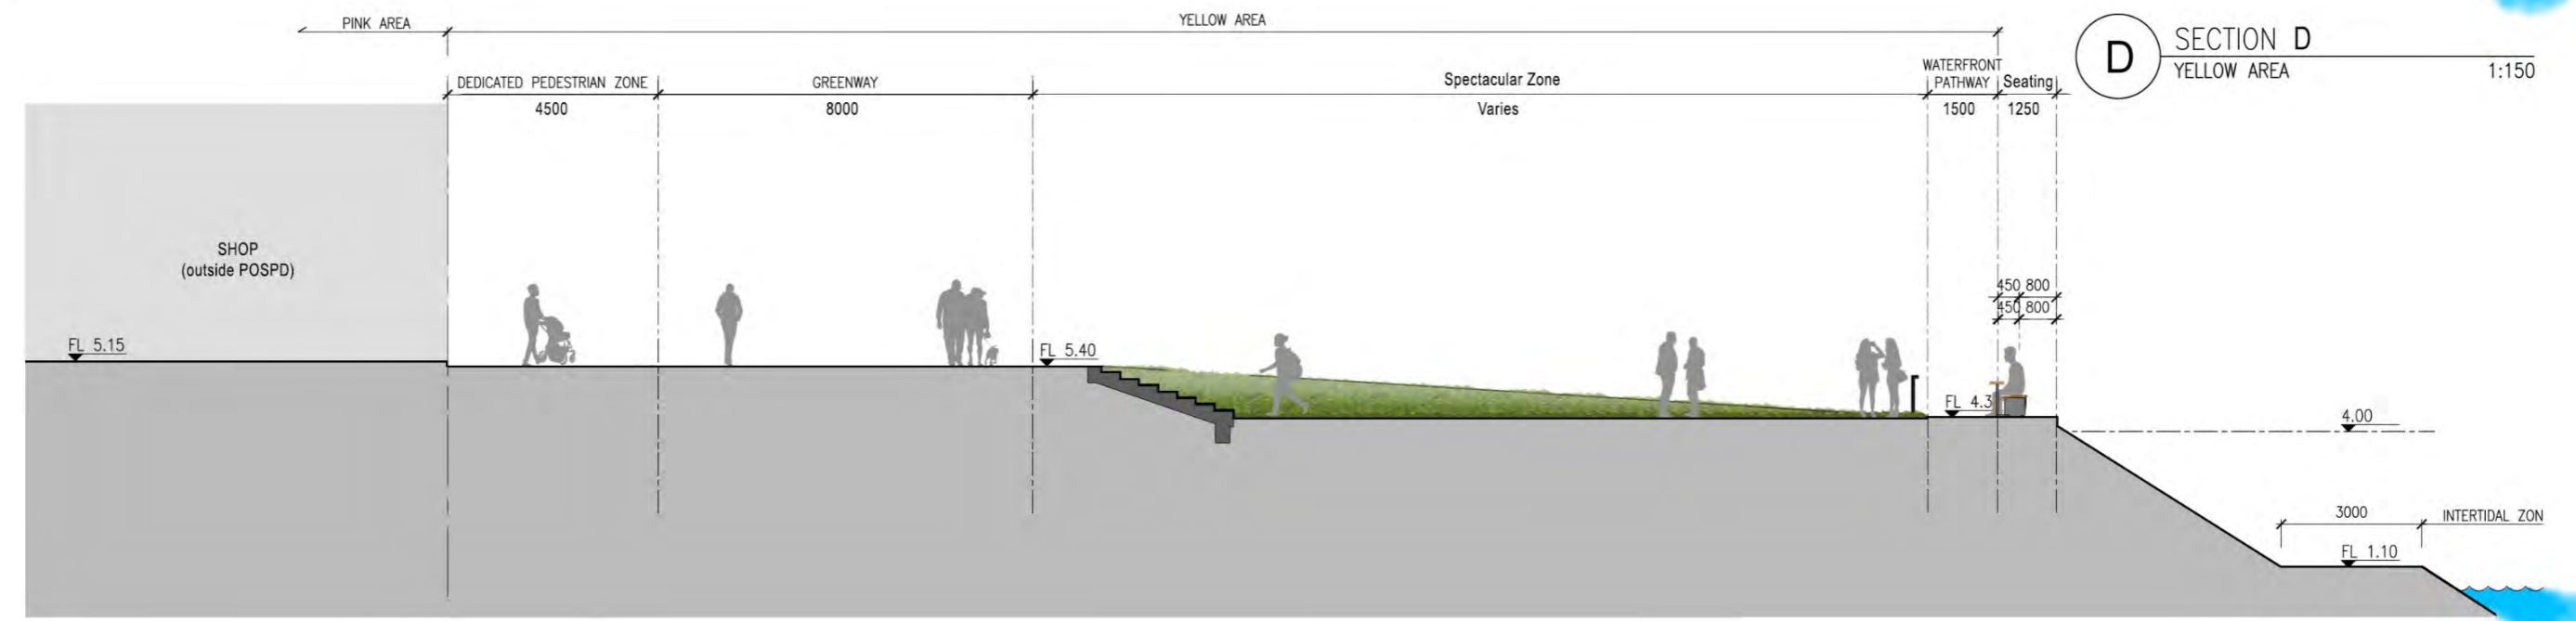 PINK AREA
YELLOW AREA
D
SECTION D
YELLOW AREA 1:150
DEDICATED PEDESTRIAN ZONE
4500
GREENWAY
8000
Spectacular Zone
Varies
WATERFRONT
PATHWAY
1500
Seating
1250
SHOP
(outside POSPD)
450 800
450 800
FL 5.15
FL 5.40
FL 4.3
4.00
3000
INTERTIDAL ZON
FL 1.10